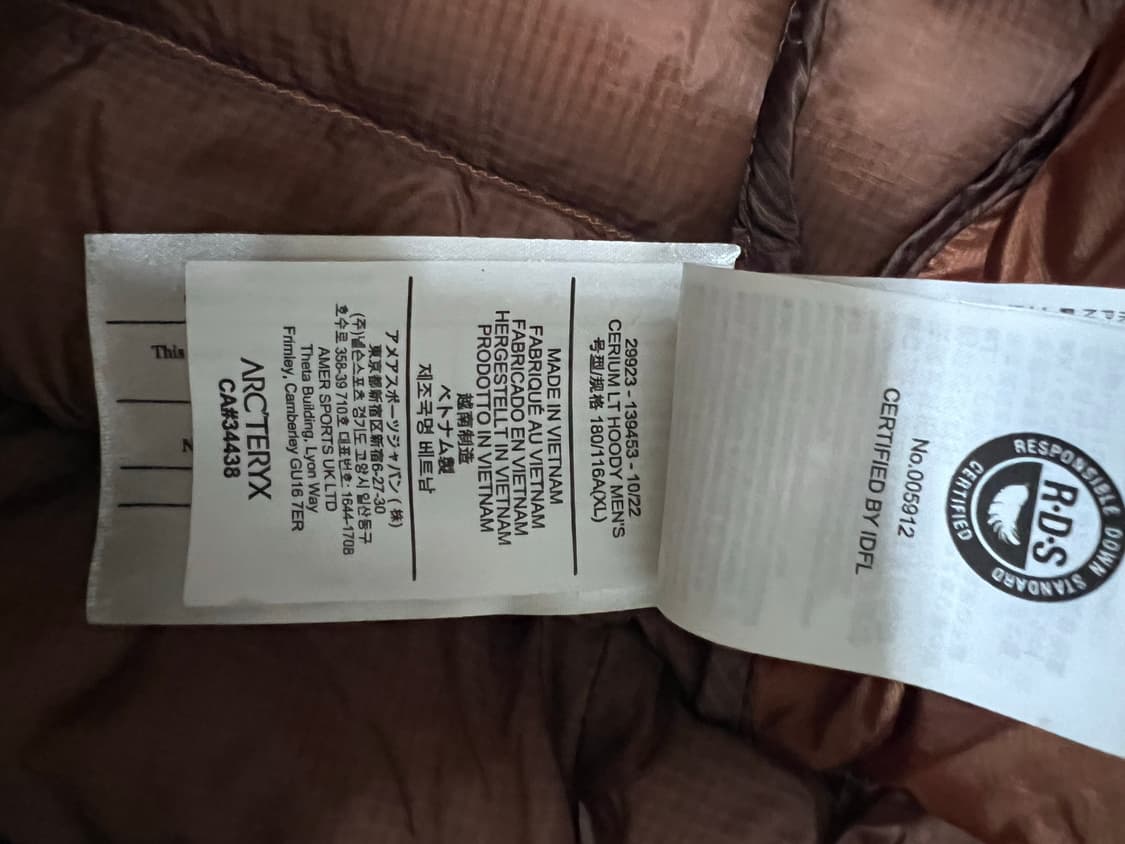 29923 - 139453 - 10/22
CERIUM LT HOODY MEN'S
号型/规格 180/116A(XL)
MADE IN VIETNAM
FABRIQUÉ AU VIETNAM
FABRICADO EN VIETNAM
HERGESTELLT IN VIETNAM
PRODOTTO IN VIETNAM
越南制造
ベトナム製
제조국명 베트남
アメアスポーツジャパン ( 株)
東京都新宿区新宿6-27-30
(주)넬슨스포츠 경기도 고양시 일산동구
호수로 358-39 710호 대표번호: 1644-1708
AMER SPORTS UK LTD
Theta Building, Lyon Way
Frimley, Camberley GU16 7ER
ARC'TERYX
CA#34438
This
RESPONSIBLE DOWN STANDARD
R·D·S
CERTIFIED
No.005912
CERTIFIED BY IDFL